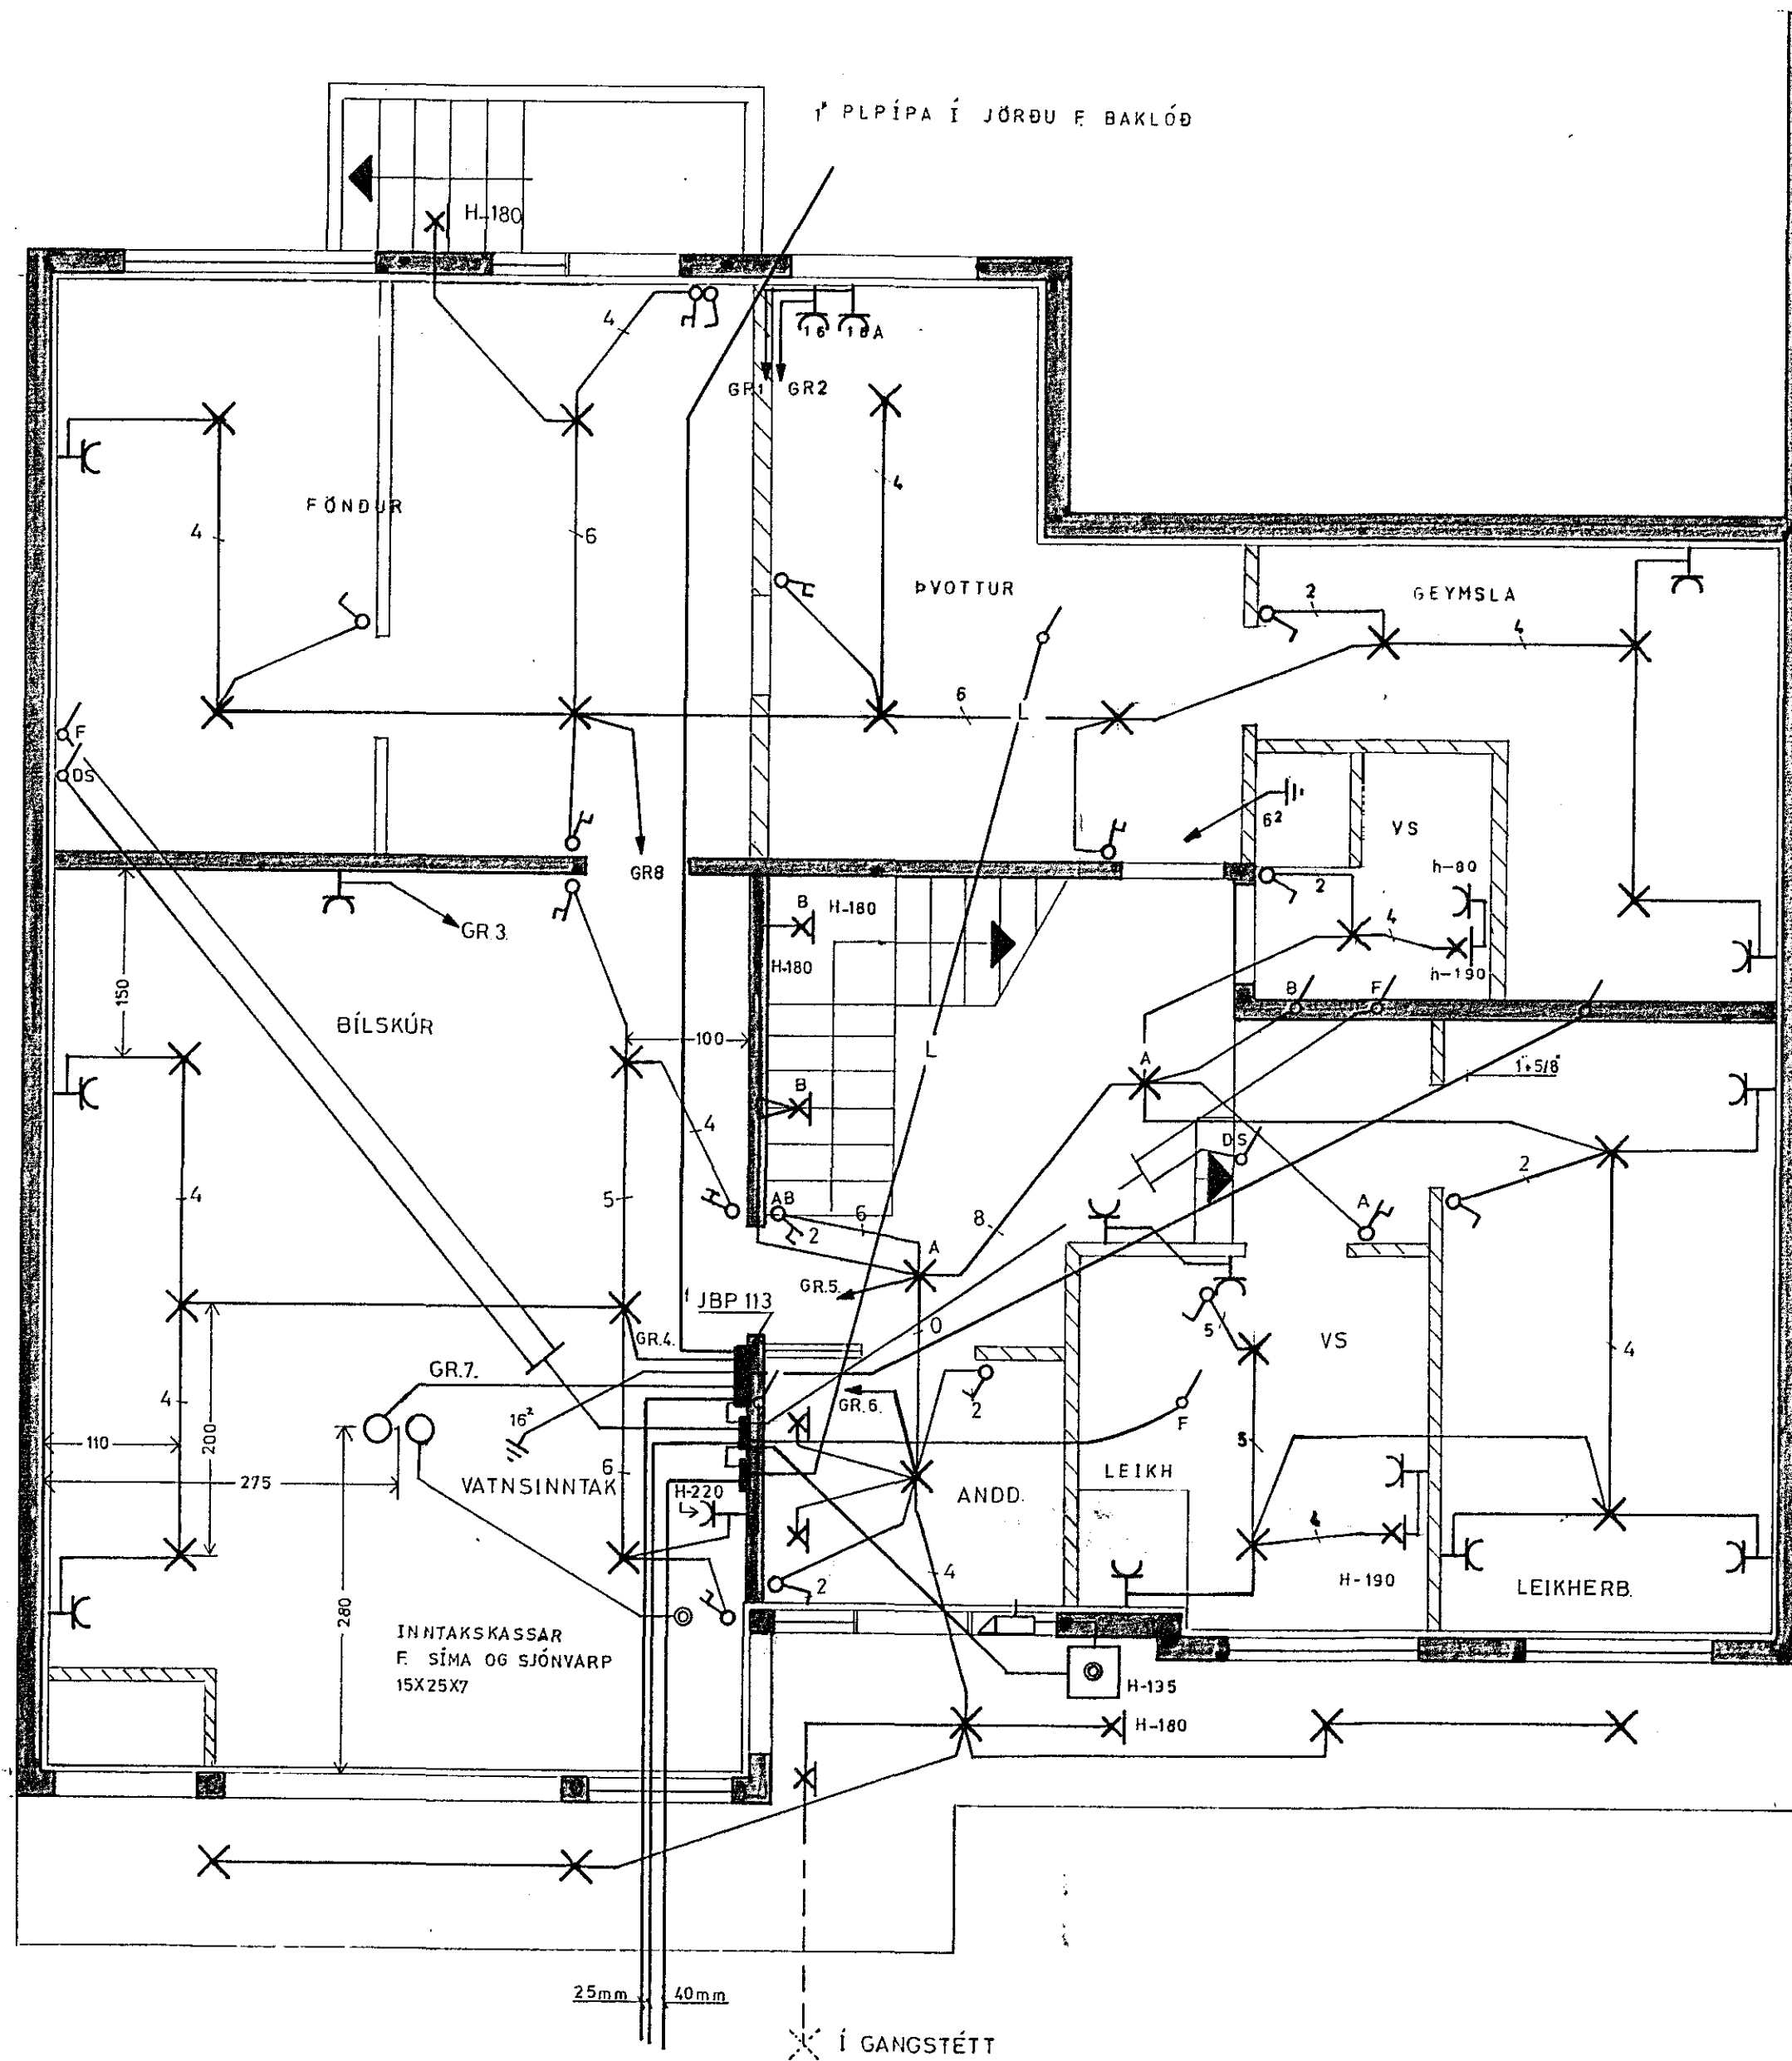 1" PLPÍPA Í JÖRÐU F. BAKLÓÐ
H-180
4
16 16A
GR1 GR2
FÖNDUR
4
6
4
ÞVOTTUR
GEYMSLA
2
4
6
L
F
DS
6²
VS
GR8
h-80
2
4
h-190
GR.3.
B
H-180
H-180
B
F
150
BÍLSKÚR
100
L
A
1"+5/8"
B
4
DS
2
4
5
AB
2
6
8
A
A
GR.5.
JBP 113
GR.4.
0
5
VS
4
GR.7.
GR.6.
2
4
16²
F
5
110
200
275
VATNSINNTAK
6
H-220
ANDD.
LEIKH
4
H-190
LEIKHERB.
280
2
4
INNTAKSKASSAR
F. SÍMA OG SJÓNVARP
15X25X7
H-135
H-180
25mm
40mm
Í GANGSTÉTT